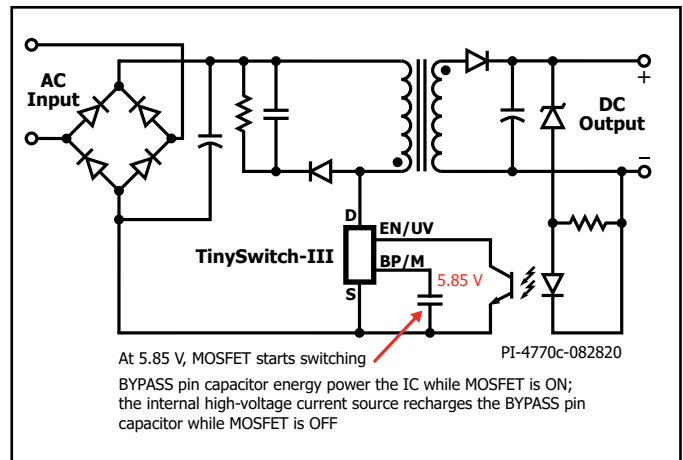 AC
Input
+
DC
Output
–
D
EN/UV
TinySwitch-III
BP/M
5.85 V
S
At 5.85 V, MOSFET starts switching
PI-4770c-082820
BYPASS pin capacitor energy power the IC while MOSFET is ON;
the internal high-voltage current source recharges the BYPASS pin
capacitor while MOSFET is OFF